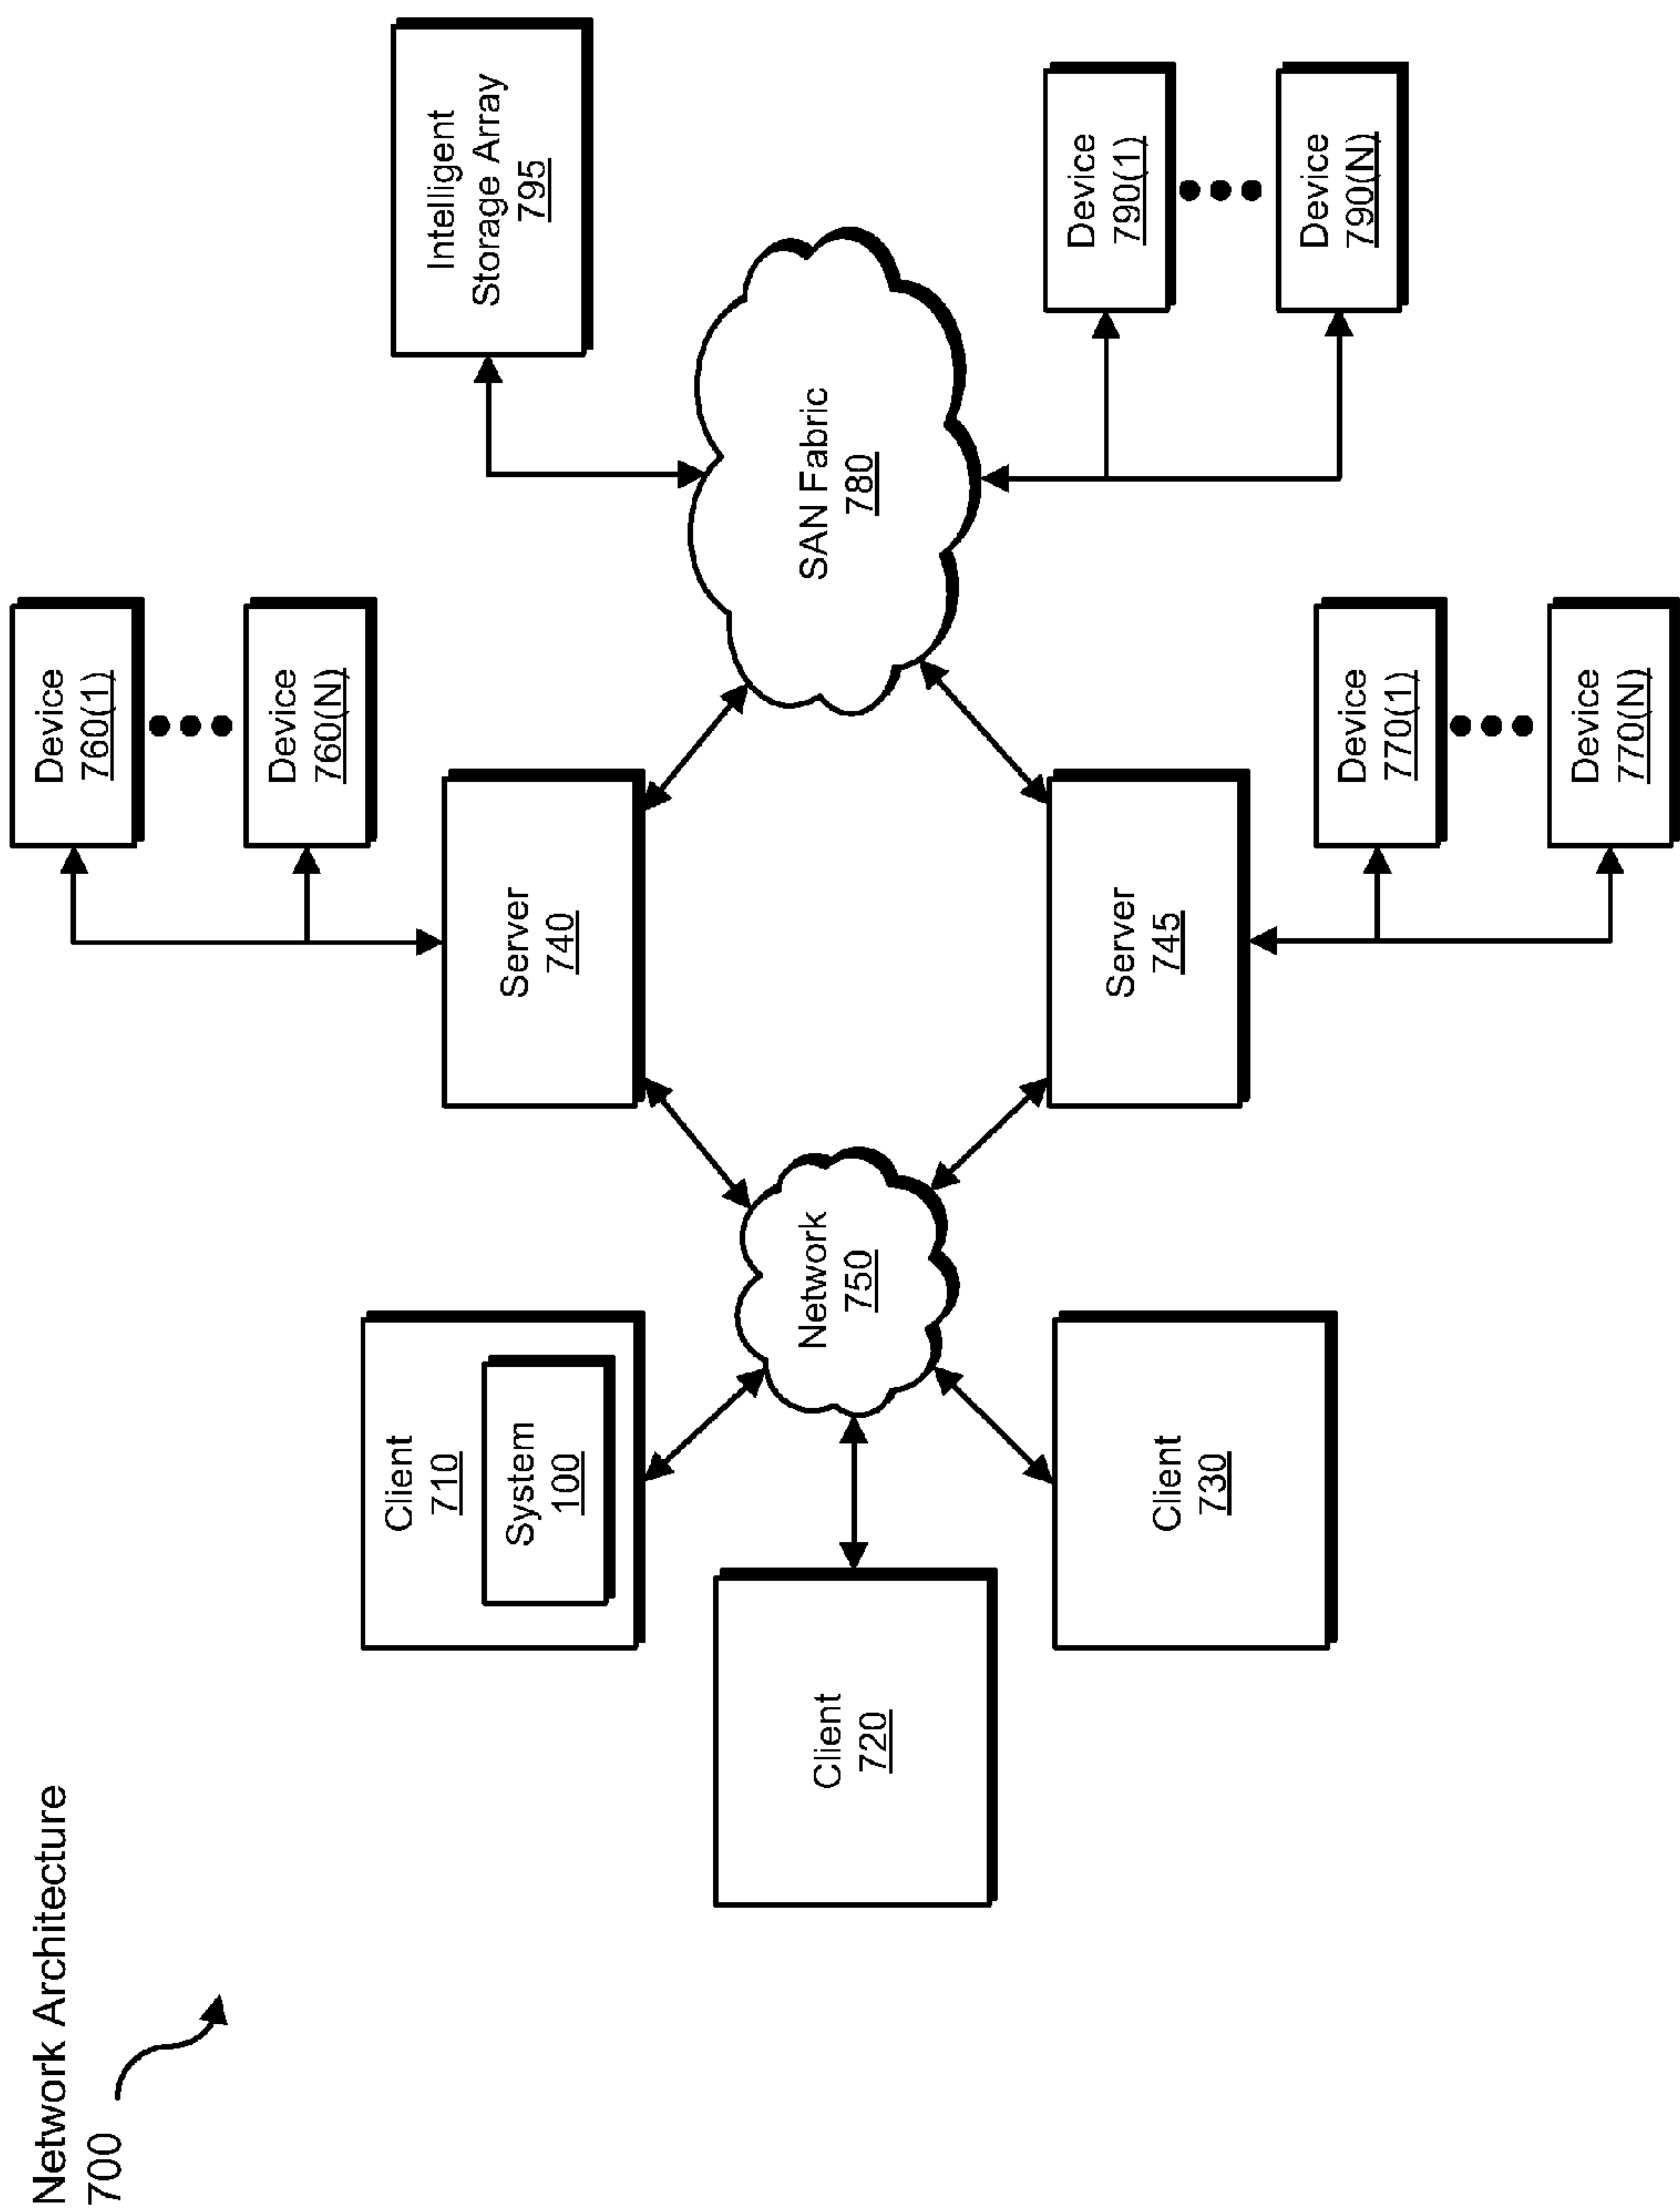 Network Architecture
700
Client
710
System
100
Client
720
Client
730
Network
750
Server
740
Server
745
Device
760(1)
Device
760(N)
Device
770(1)
Device
770(N)
SAN Fabric
780
Intelligent
Storage Array
795
Device
790(1)
Device
790(N)